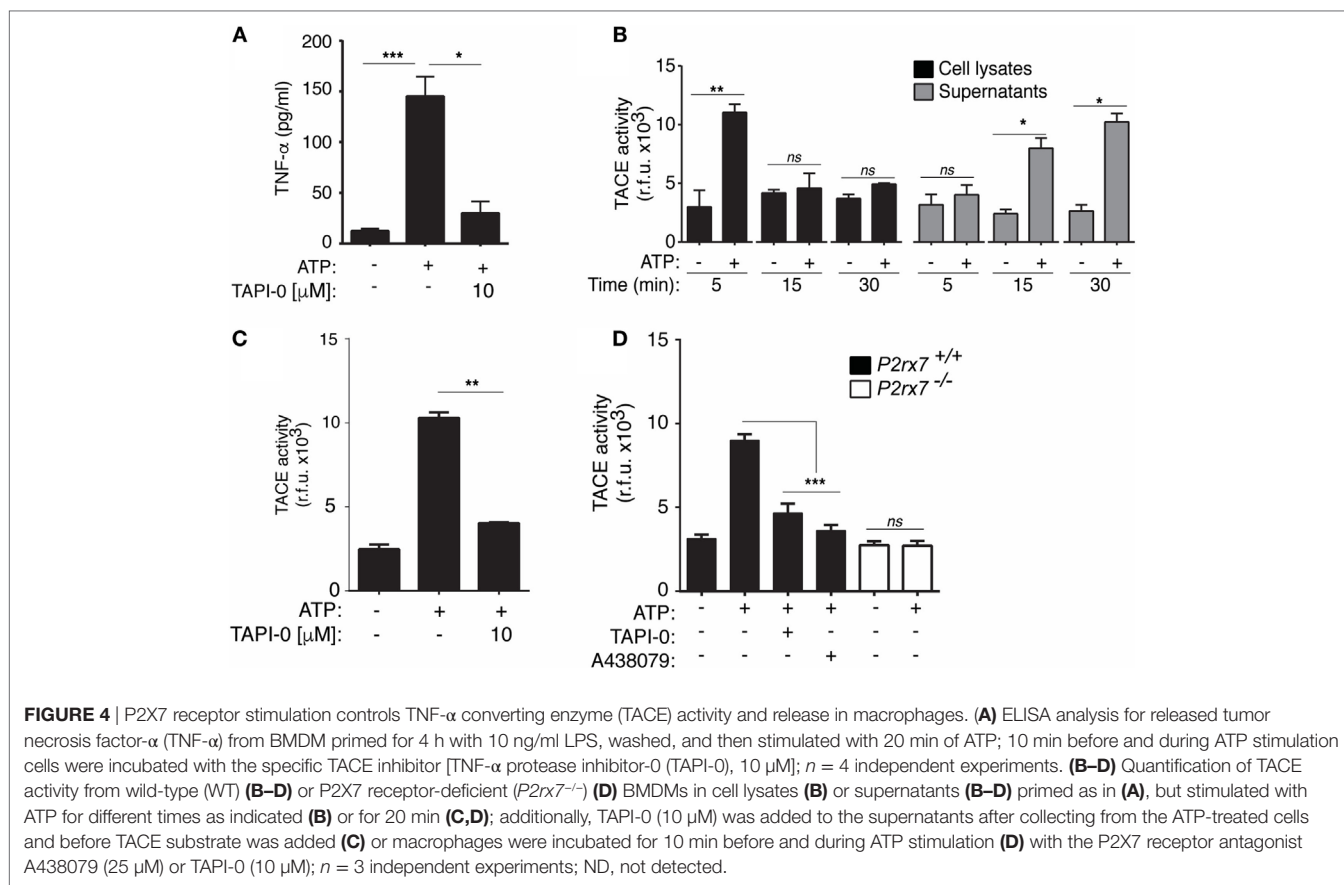 A
200
***
*
150
TNF-α (pg/ml)
100
50
0
ATP: - + +
TAPI-0 [μM]: - - 10
B
Cell lysates
Supernatants
15
**
*
*
10
TACE activity
(r.f.u. x10³)
ns
ns
ns
5
0
ATP: - + - + - + - + - + - +
Time (min): 5 15 30 5 15 30
C
15
**
10
TACE activity
(r.f.u. x10³)
5
0
ATP: - + +
TAPI-0 [μM]: - - 10
D
P2rx7 +/+
P2rx7 -/-
15
10
TACE activity
(r.f.u. x10³)
***
5
ns
0
ATP: - + + + - +
TAPI-0: - - + - - -
A438079: - - - + - -
FIGURE 4 | P2X7 receptor stimulation controls TNF-α converting enzyme (TACE) activity and release in macrophages. (A) ELISA analysis for released tumor
necrosis factor-α (TNF-α) from BMDM primed for 4 h with 10 ng/ml LPS, washed, and then stimulated with 20 min of ATP; 10 min before and during ATP stimulation
cells were incubated with the specific TACE inhibitor [TNF-α protease inhibitor-0 (TAPI-0), 10 μM]; n = 4 independent experiments. (B–D) Quantification of TACE
activity from wild-type (WT) (B–D) or P2X7 receptor-deficient (P2rx7−/−) (D) BMDMs in cell lysates (B) or supernatants (B–D) primed as in (A), but stimulated with
ATP for different times as indicated (B) or for 20 min (C,D); additionally, TAPI-0 (10 μM) was added to the supernatants after collecting from the ATP-treated cells
and before TACE substrate was added (C) or macrophages were incubated for 10 min before and during ATP stimulation (D) with the P2X7 receptor antagonist
A438079 (25 μM) or TAPI-0 (10 μM); n = 3 independent experiments; ND, not detected.